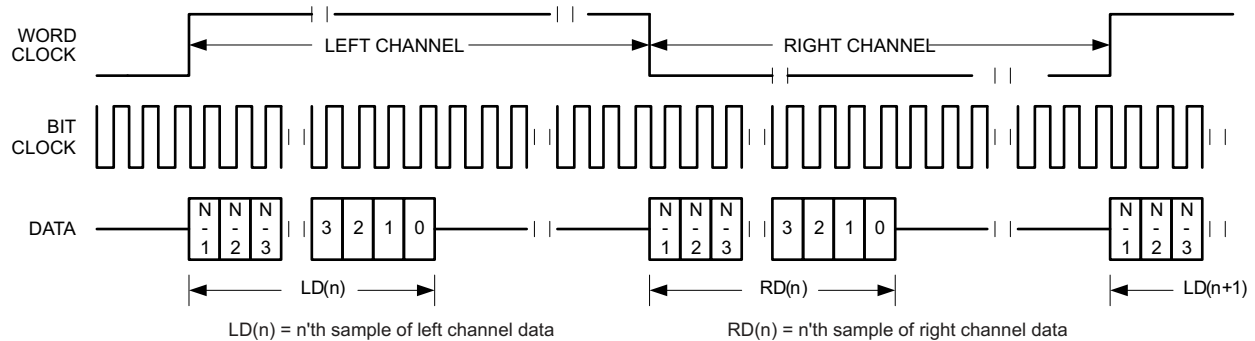 WORD
CLOCK
LEFT CHANNEL
RIGHT CHANNEL
BIT
CLOCK
DATA
N-1 N-2 N-3 3 2 1 0 N-1 N-2 N-3 3 2 1 0 N-1 N-2 N-3
LD(n) RD(n) LD(n+1)
LD(n) = n'th sample of left channel data
RD(n) = n'th sample of right channel data